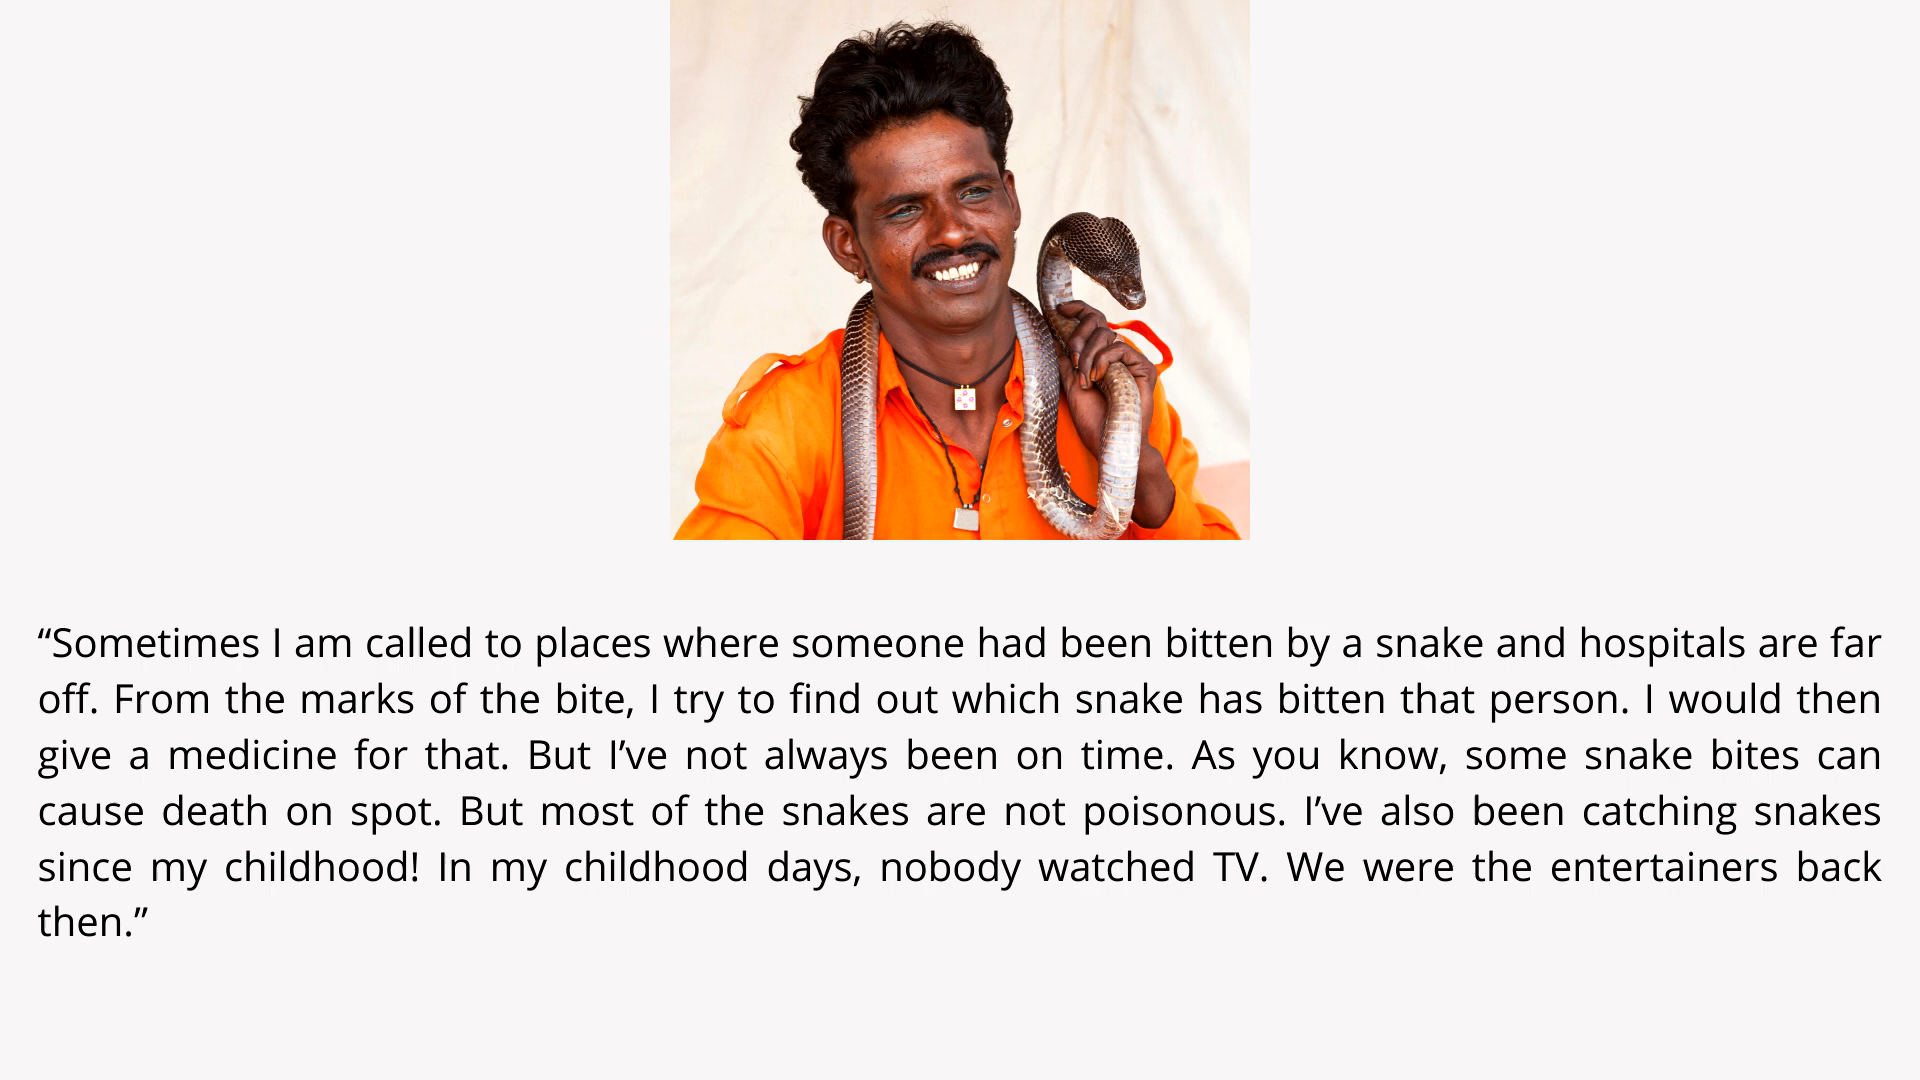 “Sometimes I am called to places where someone had been bitten by a snake and hospitals are far
off. From the marks of the bite, I try to find out which snake has bitten that person. I would then
give a medicine for that. But I’ve not always been on time. As you know, some snake bites can
cause death on spot. But most of the snakes are not poisonous. I’ve also been catching snakes
since my childhood! In my childhood days, nobody watched TV. We were the entertainers back
then.”